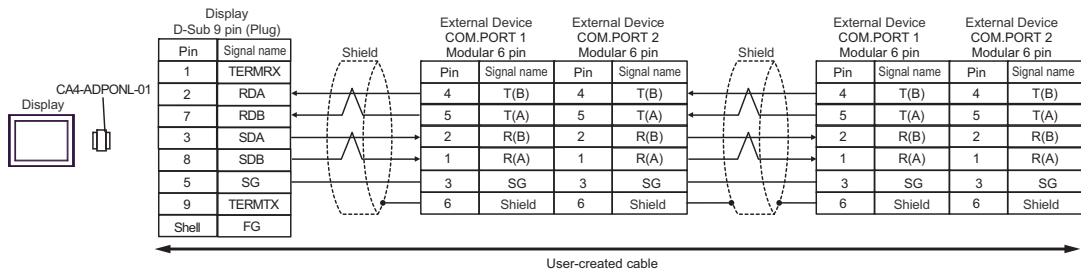 Display
D-Sub 9 pin (Plug)
External Device
COM.PORT 1
Modular 6 pin
External Device
COM.PORT 2
Modular 6 pin
External Device
COM.PORT 1
Modular 6 pin
External Device
COM.PORT 2
Modular 6 pin
Pin Signal name Shield Shield
Pin Signal name Pin Signal name Pin Signal name Pin Signal name
1 TERMRX
CA4-ADPONL-01
Display
2 RDA 4 T(B) 4 T(B) 4 T(B) 4 T(B)
7 RDB 5 T(A) 5 T(A) 5 T(A) 5 T(A)
3 SDA 2 R(B) 2 R(B) 2 R(B) 2 R(B)
8 SDB 1 R(A) 1 R(A) 1 R(A) 1 R(A)
5 SG 3 SG 3 SG 3 SG 3 SG
9 TERMTX 6 Shield 6 Shield 6 Shield 6 Shield
Shell FG
User-created cable